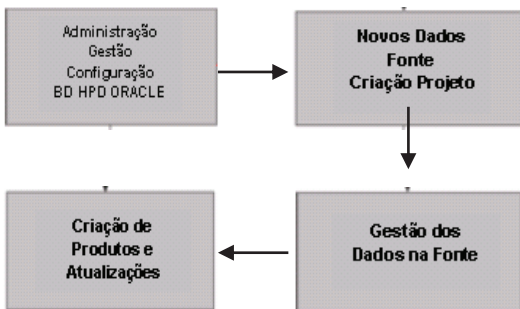 Administração
Gestão
Configuração
BD HPD ORACLE
Novos Dados
Fonte
Criação Projeto
Gestão dos
Dados na Fonte
Criação de
Produtos e
Atualizações